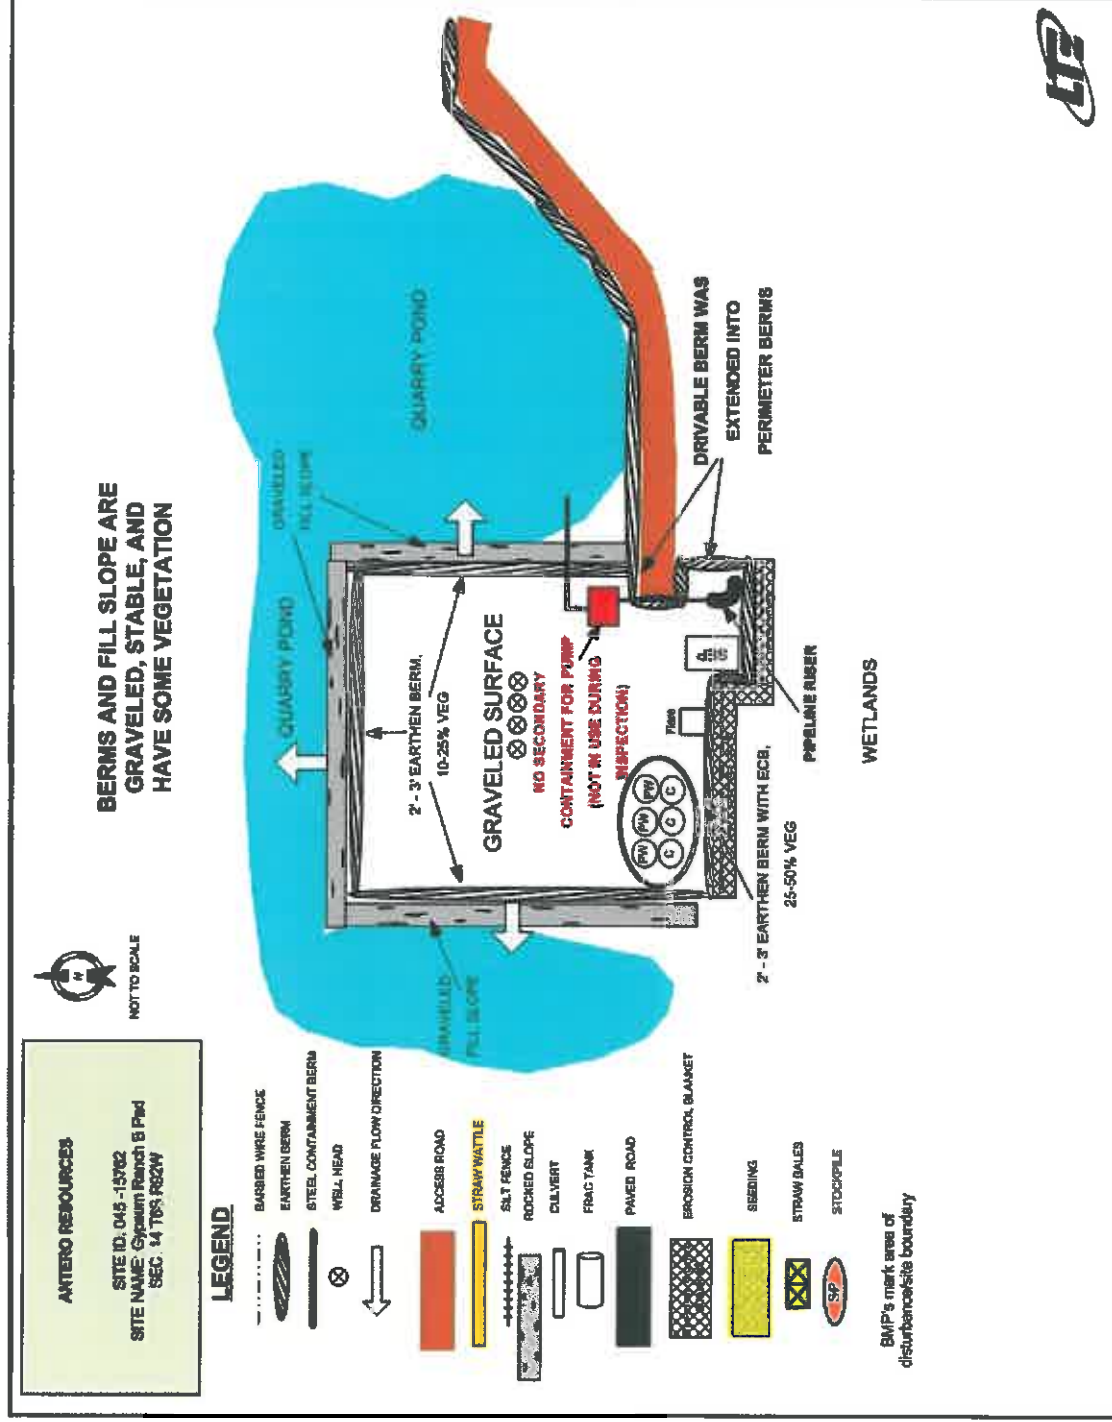 ANTERO RESOURCES
SITE ID: 045 -15762
SITE NAME: Gypsum Ranch B Pad
SEC. 14 T6S R92W
N
NOT TO SCALE
BERMS AND FILL SLOPE ARE
GRAVELED, STABLE, AND
HAVE SOME VEGETATION
LEGEND
BARBED WIRE FENCE
EARTHEN BERM
STEEL CONTAINMENT BERM
WELL HEAD
DRAINAGE FLOW DIRECTION
ACCESS ROAD
STRAW WATTLE
SILT FENCE
ROCKED SLOPE
CULVERT
FRAC TANK
PAVED ROAD
EROSION CONTROL BLANKET
SEEDING
STRAW BALES
S/P
STOCKPILE
BMP's mark area of
disturbance/site boundary
QUARRY POND
QUARRY POND
GRAVELED
FILL SLOPE
GRAVELED
FILL SLOPE
2' - 3' EARTHEN BERM,
10-25% VEG
GRAVELED SURFACE
NO SECONDARY
CONTAINMENT FOR PUMP
(NOT IN USE DURING
INSPECTION)
PW PW PW
C C C
DRIVABLE BERM WAS
EXTENDED INTO
PERIMETER BERMS
2' - 3' EARTHEN BERM WITH ECB,
25-50% VEG
PIPELINE RISER
WETLANDS
LTE